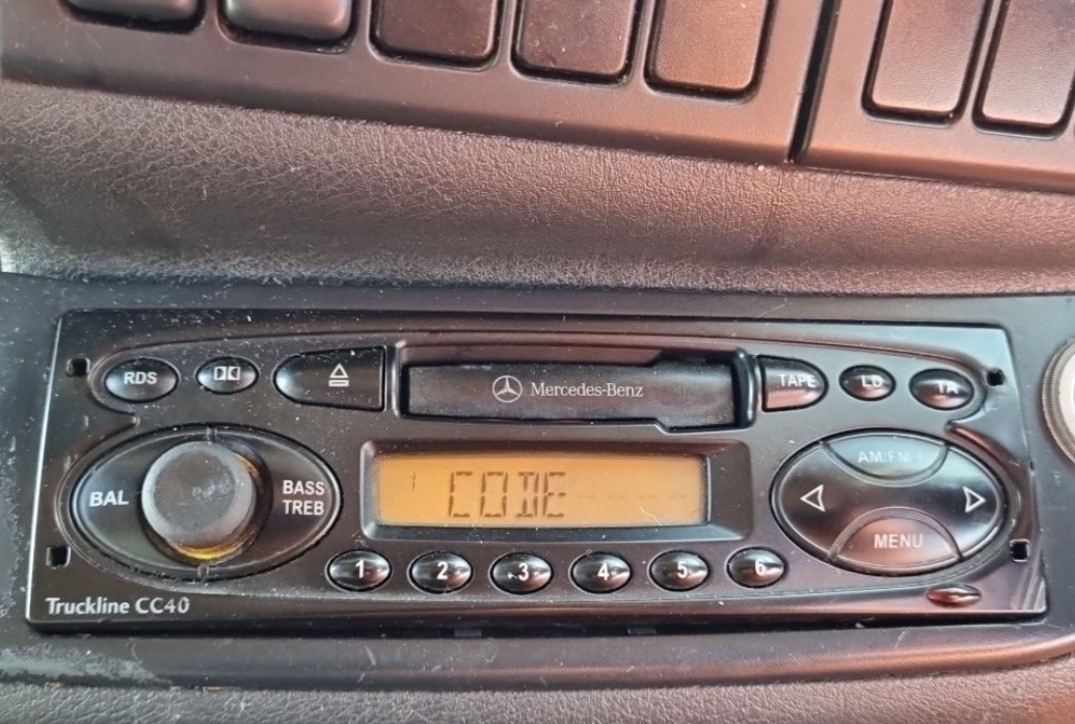 RDS
Mercedes-Benz
TAPE
LD
TA
BAL
BASS
TREB
CODE ------
AM/FM
MENU
1 2 3 4 5 6
Truckline CC40